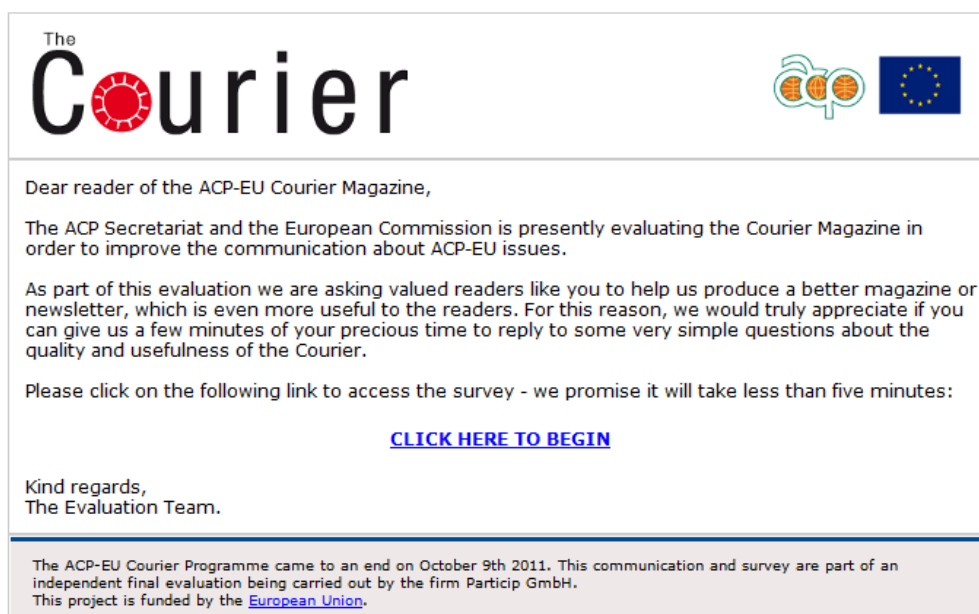 The
Courier
acp
Dear reader of the ACP-EU Courier Magazine,
The ACP Secretariat and the European Commission is presently evaluating the Courier Magazine in
order to improve the communication about ACP-EU issues.
As part of this evaluation we are asking valued readers like you to help us produce a better magazine or
newsletter, which is even more useful to the readers. For this reason, we would truly appreciate if you
can give us a few minutes of your precious time to reply to some very simple questions about the
quality and usefulness of the Courier.
Please click on the following link to access the survey - we promise it will take less than five minutes:
CLICK HERE TO BEGIN
Kind regards,
The Evaluation Team.
The ACP-EU Courier Programme came to an end on October 9th 2011. This communication and survey are part of an
independent final evaluation being carried out by the firm Particip GmbH.
This project is funded by the European Union.